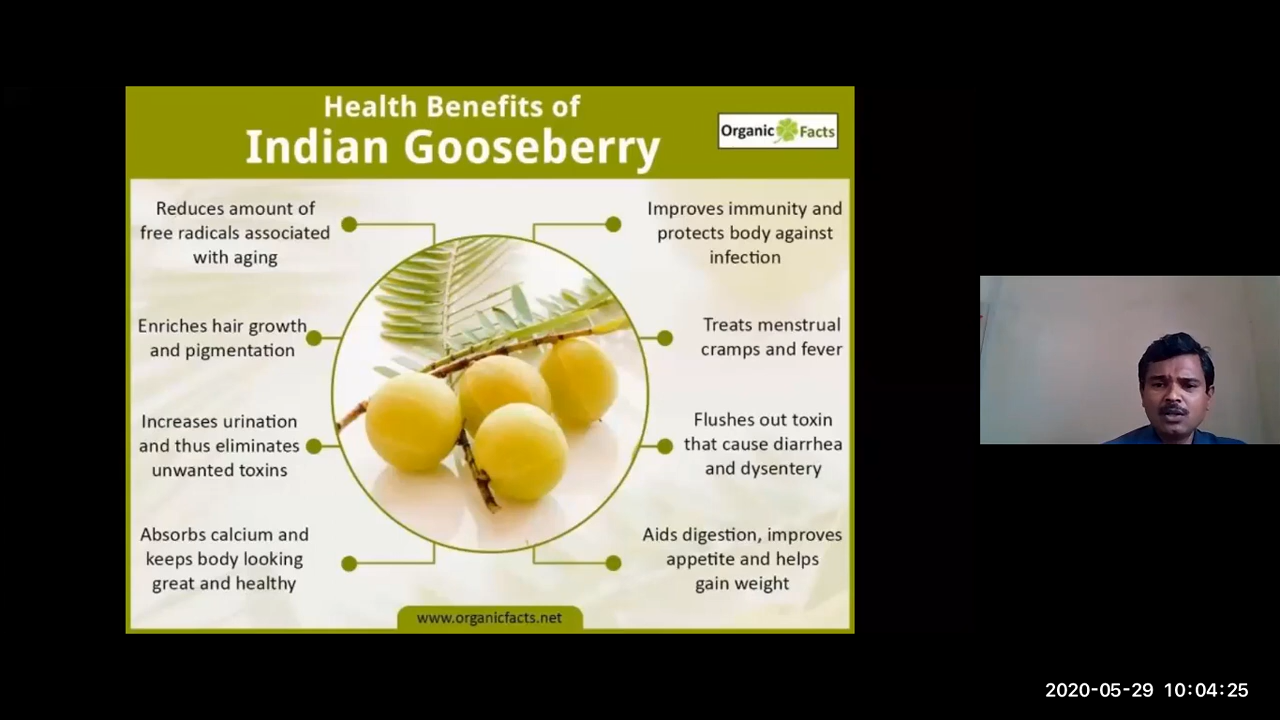 Health Benefits of
Indian Gooseberry
Organic Facts
Reduces amount of
free radicals associated
with aging
Enriches hair growth
and pigmentation
Increases urination
and thus eliminates
unwanted toxins
Absorbs calcium and
keeps body looking
great and healthy
Improves immunity and
protects body against
infection
Treats menstrual
cramps and fever
Flushes out toxin
that cause diarrhea
and dysentery
Aids digestion, improves
appetite and helps
gain weight
www.organicfacts.net
2020-05-29 10:04:25